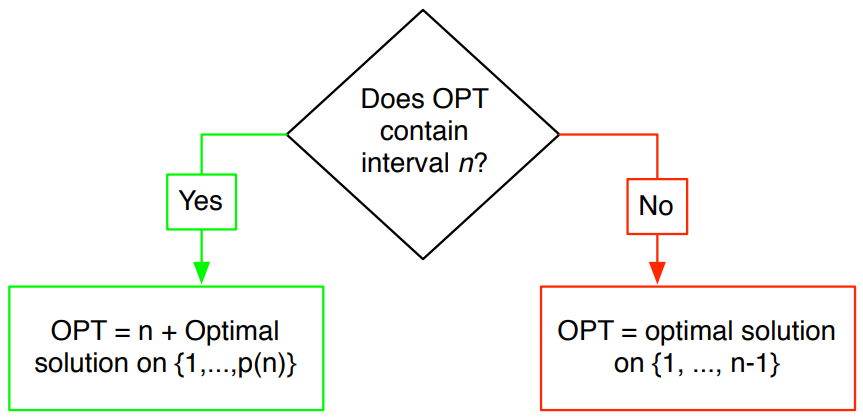 Does OPT
contain
interval n?
Yes
No
OPT = n + Optimal
solution on {1,...,p(n)}
OPT = optimal solution
on {1, ..., n-1}